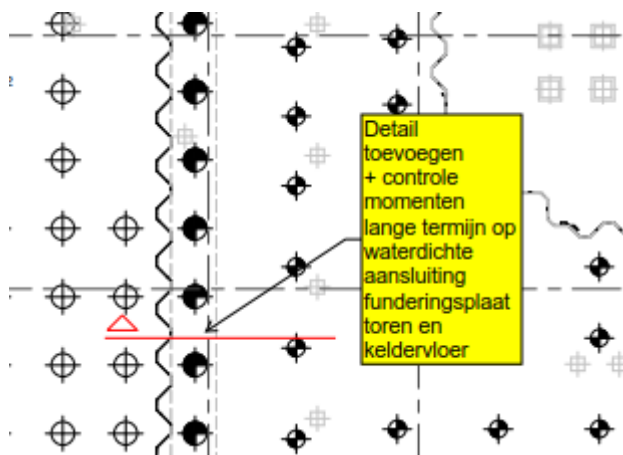 Detail
toevoegen
+ controle
momenten
lange termijn op
waterdichte
aansluiting
funderingsplaat
toren en
keldervloer